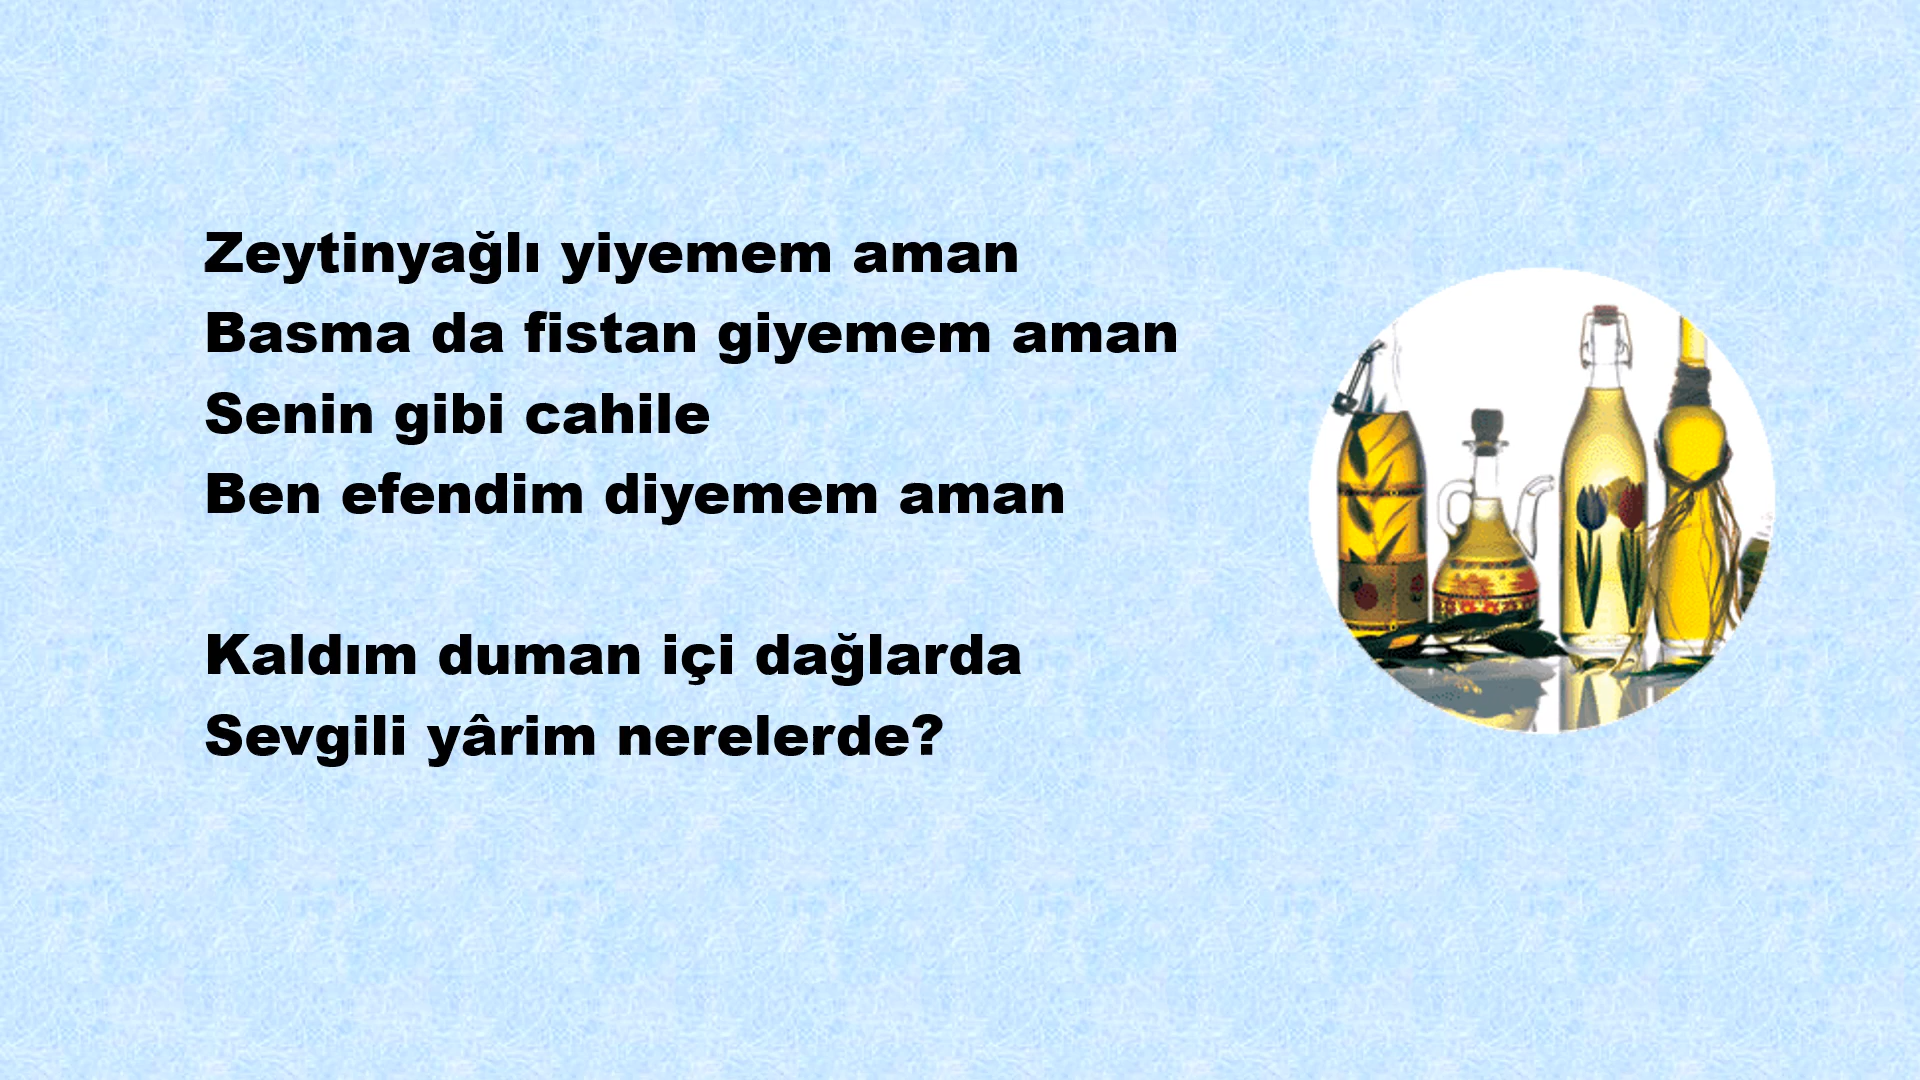 Zeytinyağlı yiyemem aman
Basma da fistan giyemem aman
Senin gibi cahile
Ben efendim diyemem aman
Kaldım duman içi dağlarda
Sevgili yârim nerelerde?